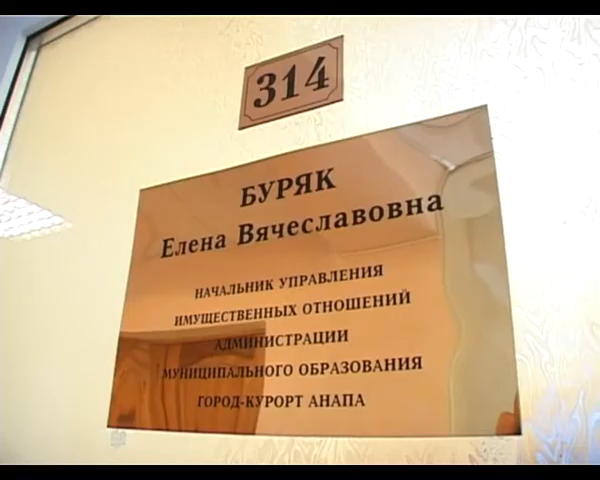 314
БУРЯК
Елена Вячеславовна
НАЧАЛЬНИК УПРАВЛЕНИЯ
ИМУЩЕСТВЕННЫХ ОТНОШЕНИЙ
АДМИНИСТРАЦИИ
МУНИЦИПАЛЬНОГО ОБРАЗОВАНИЯ
ГОРОД-КУРОРТ АНАПА